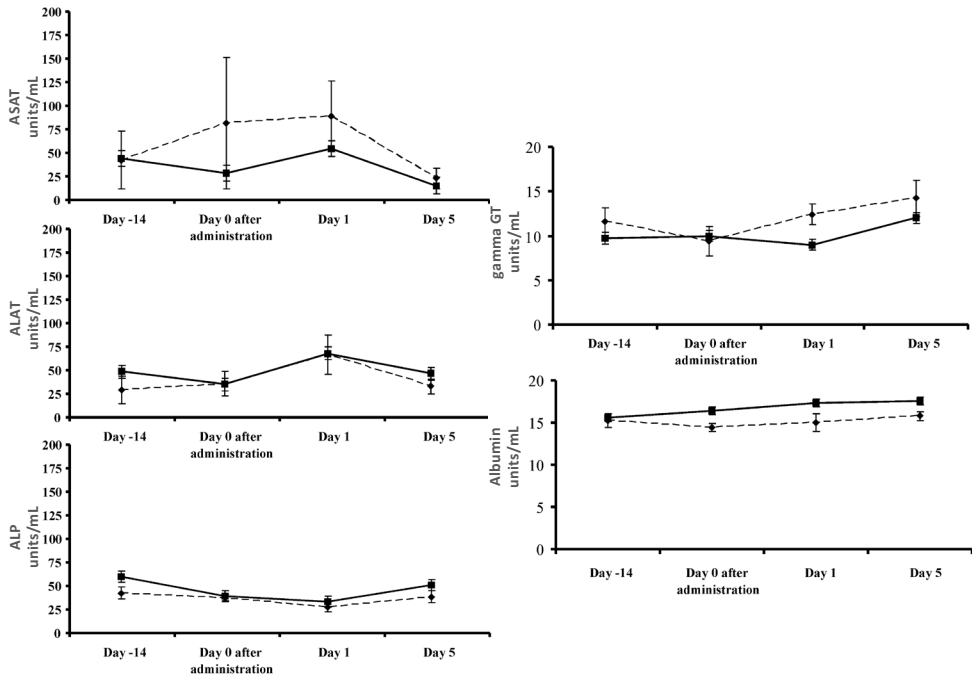 200
175
150
125
100
75
50
25
0
ASAT
units/mL
Day -14
Day 0 after
administration
Day 1
Day 5
200
175
150
125
100
75
50
25
0
ALAT
units/mL
Day -14
Day 0 after
administration
Day 1
Day 5
200
175
150
125
100
75
50
25
0
ALP
units/mL
Day -14
Day 0 after
administration
Day 1
Day 5
20
15
10
5
0
gamma GT
units/mL
Day -14
Day 0 after
administration
Day 1
Day 5
20
15
10
5
0
Albumin
units/mL
Day -14
Day 0 after
administration
Day 1
Day 5